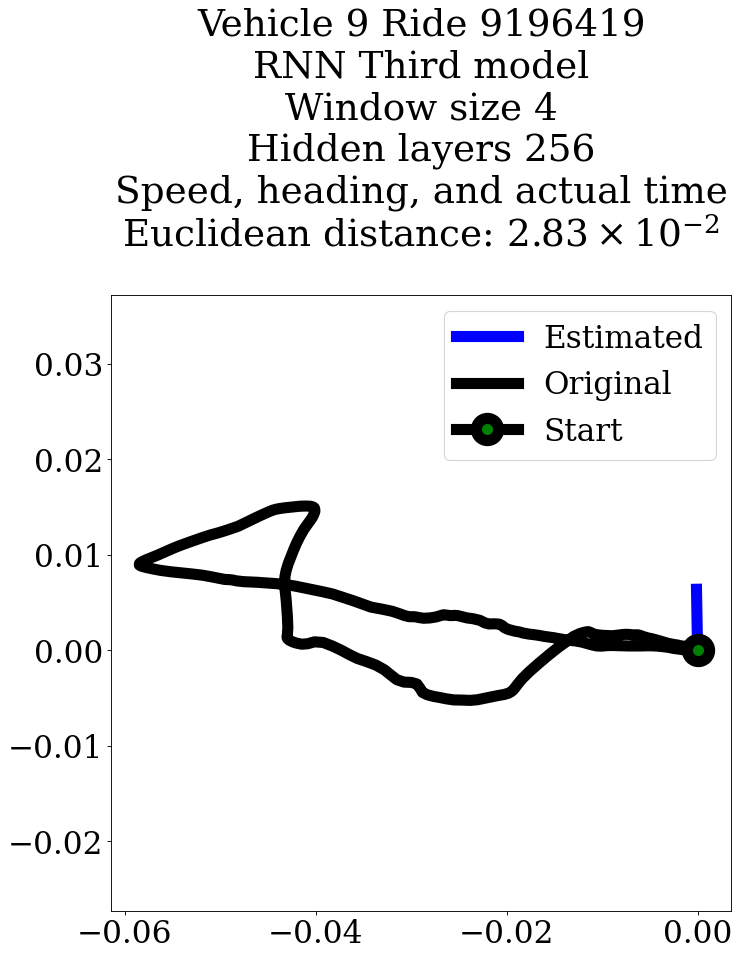 Vehicle 9 Ride 9196419
RNN Third model
Window size 4
Hidden layers 256
Speed, heading, and actual time
Euclidean distance: 2.83 × 10⁻²
Estimated
Original
Start
0.03
0.02
0.01
0.00
−0.01
−0.02
−0.06 −0.04 −0.02 0.00